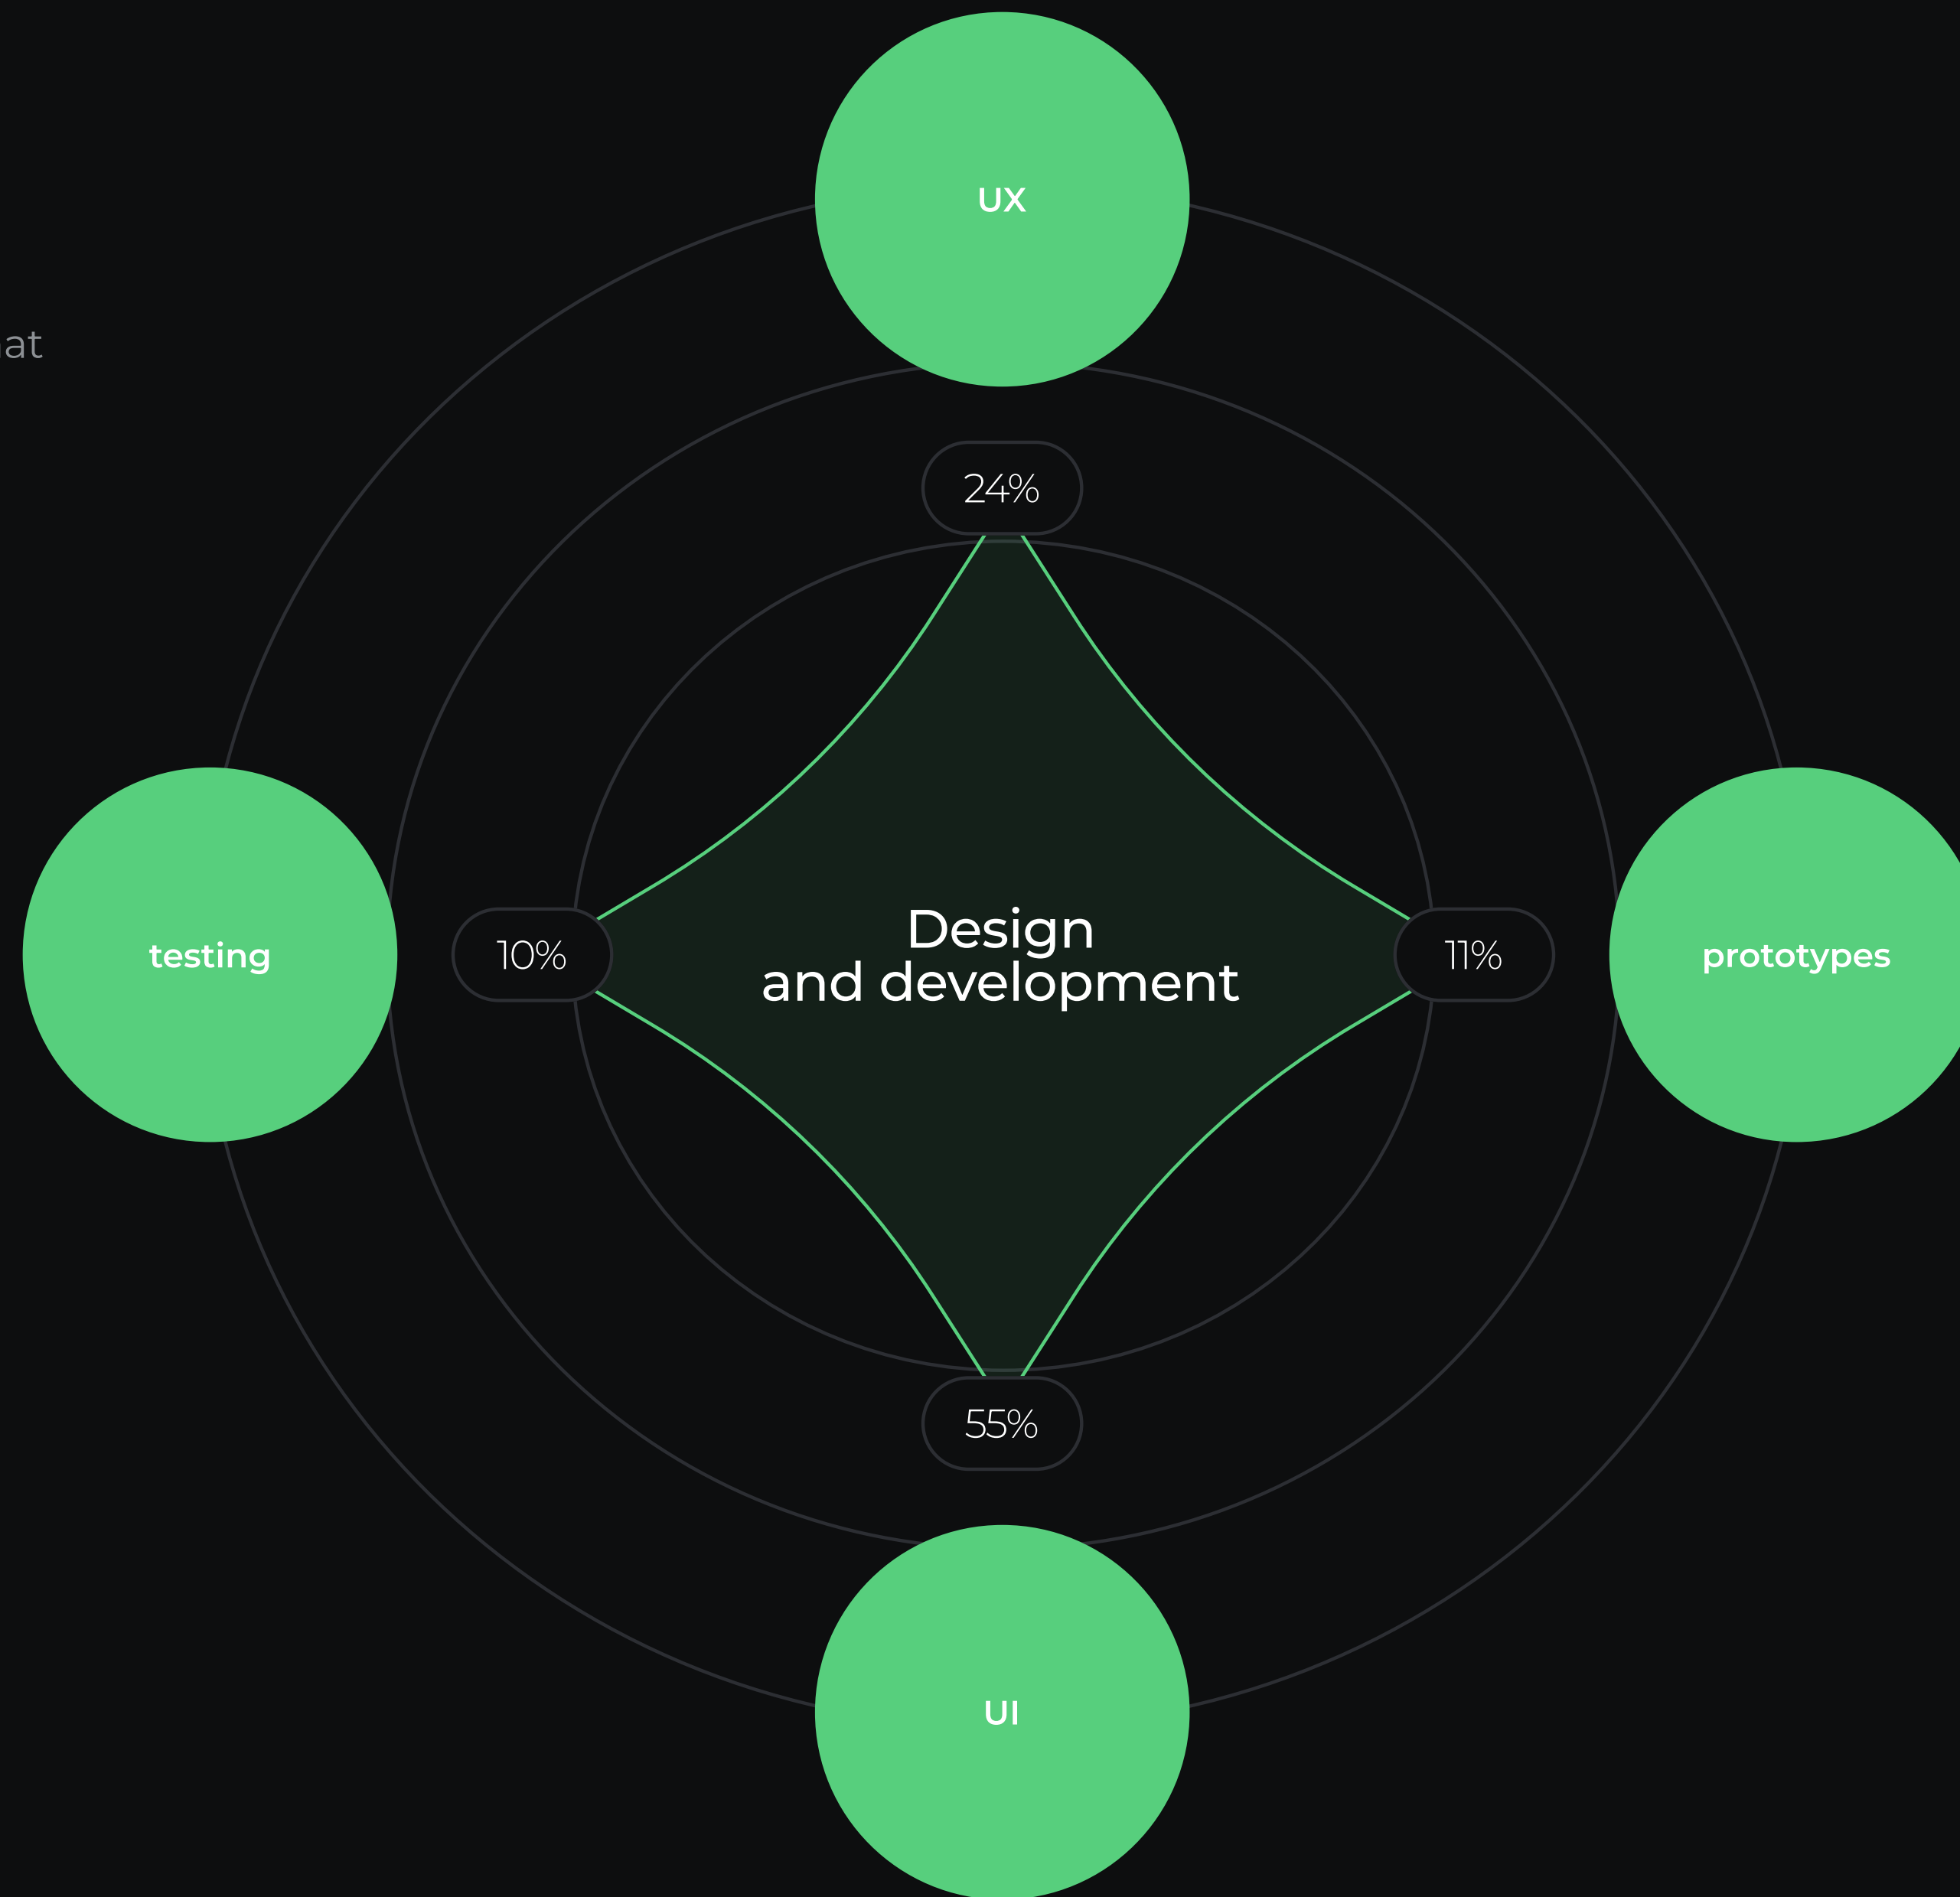 UX
at
24%
Design
and development
testing
10%
11%
prototypes
55%
UI